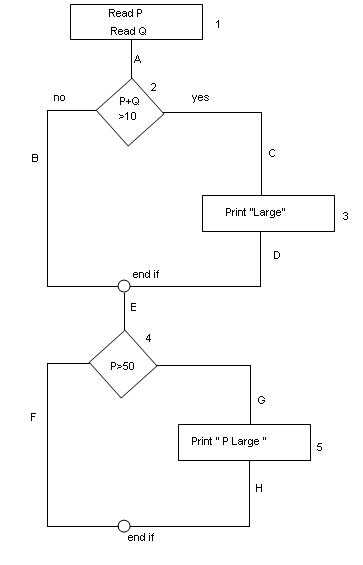 Read P
Read Q
1
A
2
no
P+Q
>10
yes
B
C
Print "Large"
3
D
end if
E
4
P>50
F
G
Print " P Large "
5
H
end if